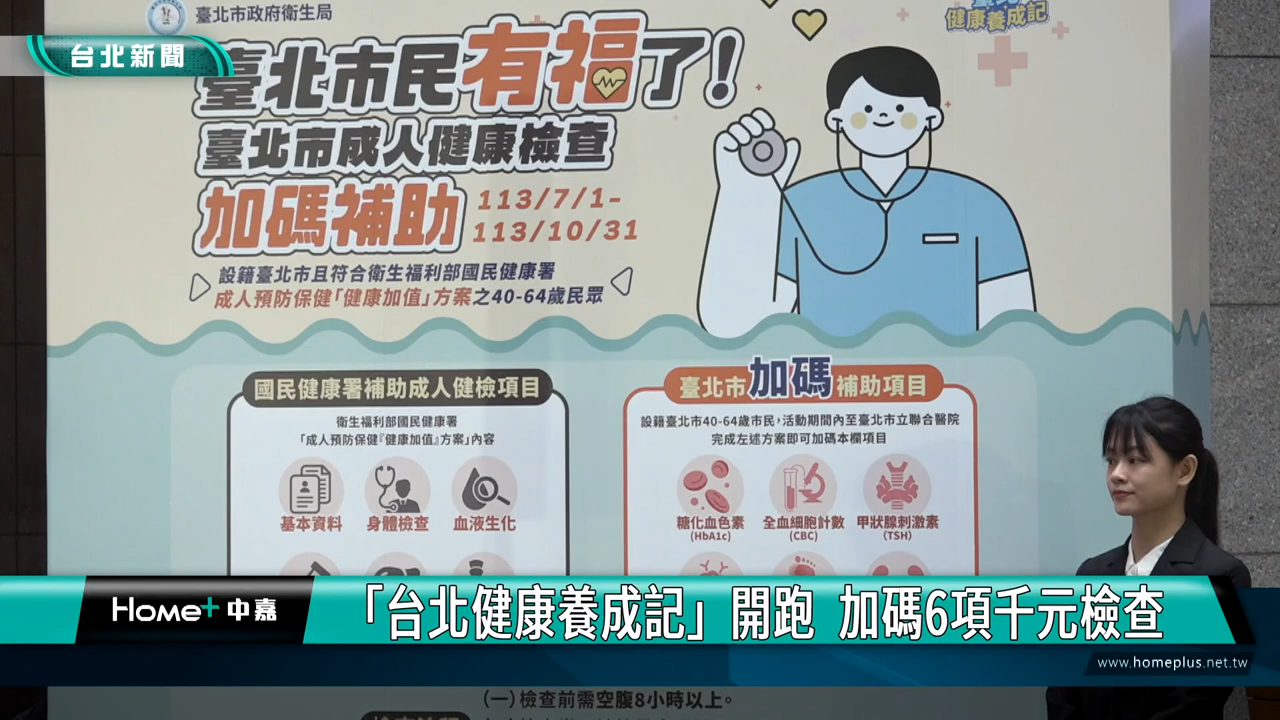 臺北市政府衛生局
健康養成記
台北新聞
臺北市民有福了!
臺北市成人健康檢查
加碼補助
113/7/1-
113/10/31
設籍臺北市且符合衛生福利部國民健康署
成人預防保健「健康加值」方案之40-64歲民眾
國民健康署補助成人健檢項目
衛生福利部國民健康署
「成人預防保健『健康加值』方案」內容
基本資料
身體檢查
血液生化
臺北市加碼補助項目
設籍臺北市40-64歲市民,活動期間內至臺北市立聯合醫院
完成左述方案即可加碼本欄項目
糖化血色素
(HbA1c)
全血細胞計數
(CBC)
甲狀腺刺激素
(TSH)
Home+中嘉
「台北健康養成記」開跑 加碼6項千元檢查
www.homeplus.net.tw
(一)檢查前需空腹8小時以上。